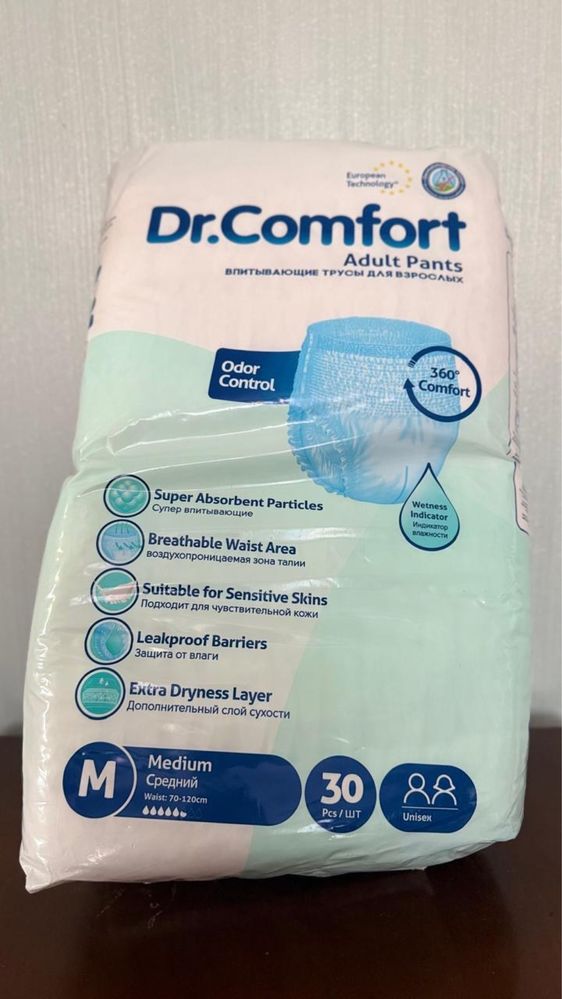 European
Technology
Dr.Comfort
Adult Pants
ВПИТЫВАЮЩИЕ ТРУСЫ ДЛЯ ВЗРОСЛЫХ
Odor
Control
360°
Comfort
Wetness
Indicator
Индикатор
влажности
Super Absorbent Particles
Супер впитывающие
Breathable Waist Area
воздухопроницаемая зона талии
Suitable for Sensitive Skins
Подходит для чувствительной кожи
Leakproof Barriers
Защита от влаги
Extra Dryness Layer
Дополнительный слой сухости
M
Medium
Средний
Waist: 70-120cm
30
Pcs / ШТ
Unisex